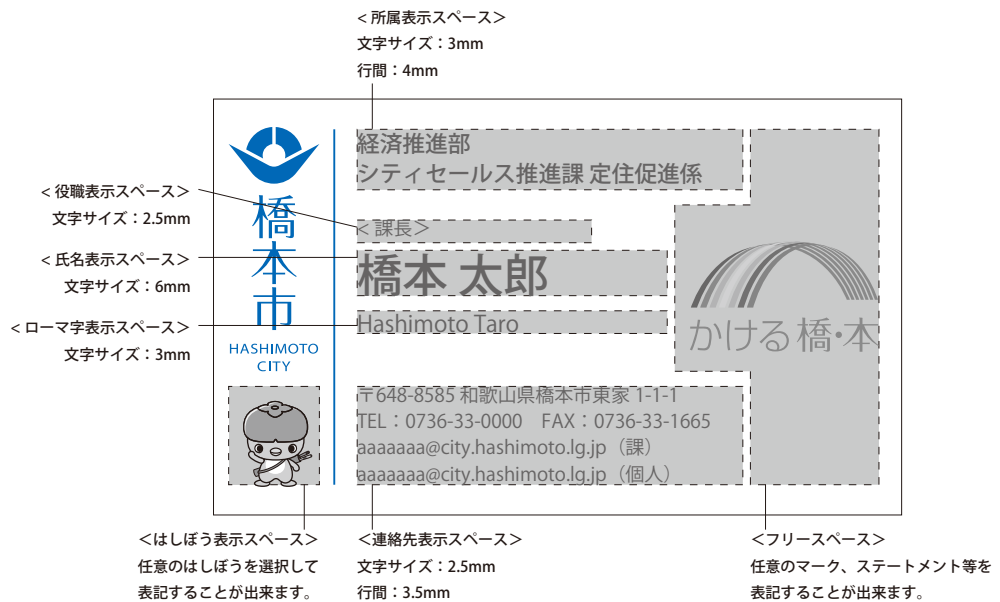 < 所属表示スペース>
文字サイズ：3mm
行間：4mm
経済推進部
シティセールス推進課 定住促進係
< 役職表示スペース>
文字サイズ：2.5mm
< 課長>
< 氏名表示スペース>
文字サイズ：6mm
橋本 太郎
< ローマ字表示スペース>
文字サイズ：3mm
Hashimoto Taro
橋本市
HASHIMOTO
CITY
かける橋・本
〒648-8585 和歌山県橋本市東家 1-1-1
TEL：0736-33-0000　FAX：0736-33-1665
aaaaaaa@city.hashimoto.lg.jp（課）
aaaaaaa@city.hashimoto.lg.jp（個人）
＜はしぼう表示スペース＞
任意のはしぼうを選択して
表記することが出来ます。
＜連絡先表示スペース＞
文字サイズ：2.5mm
行間：3.5mm
＜フリースペース＞
任意のマーク、ステートメント等を
表記することが出来ます。